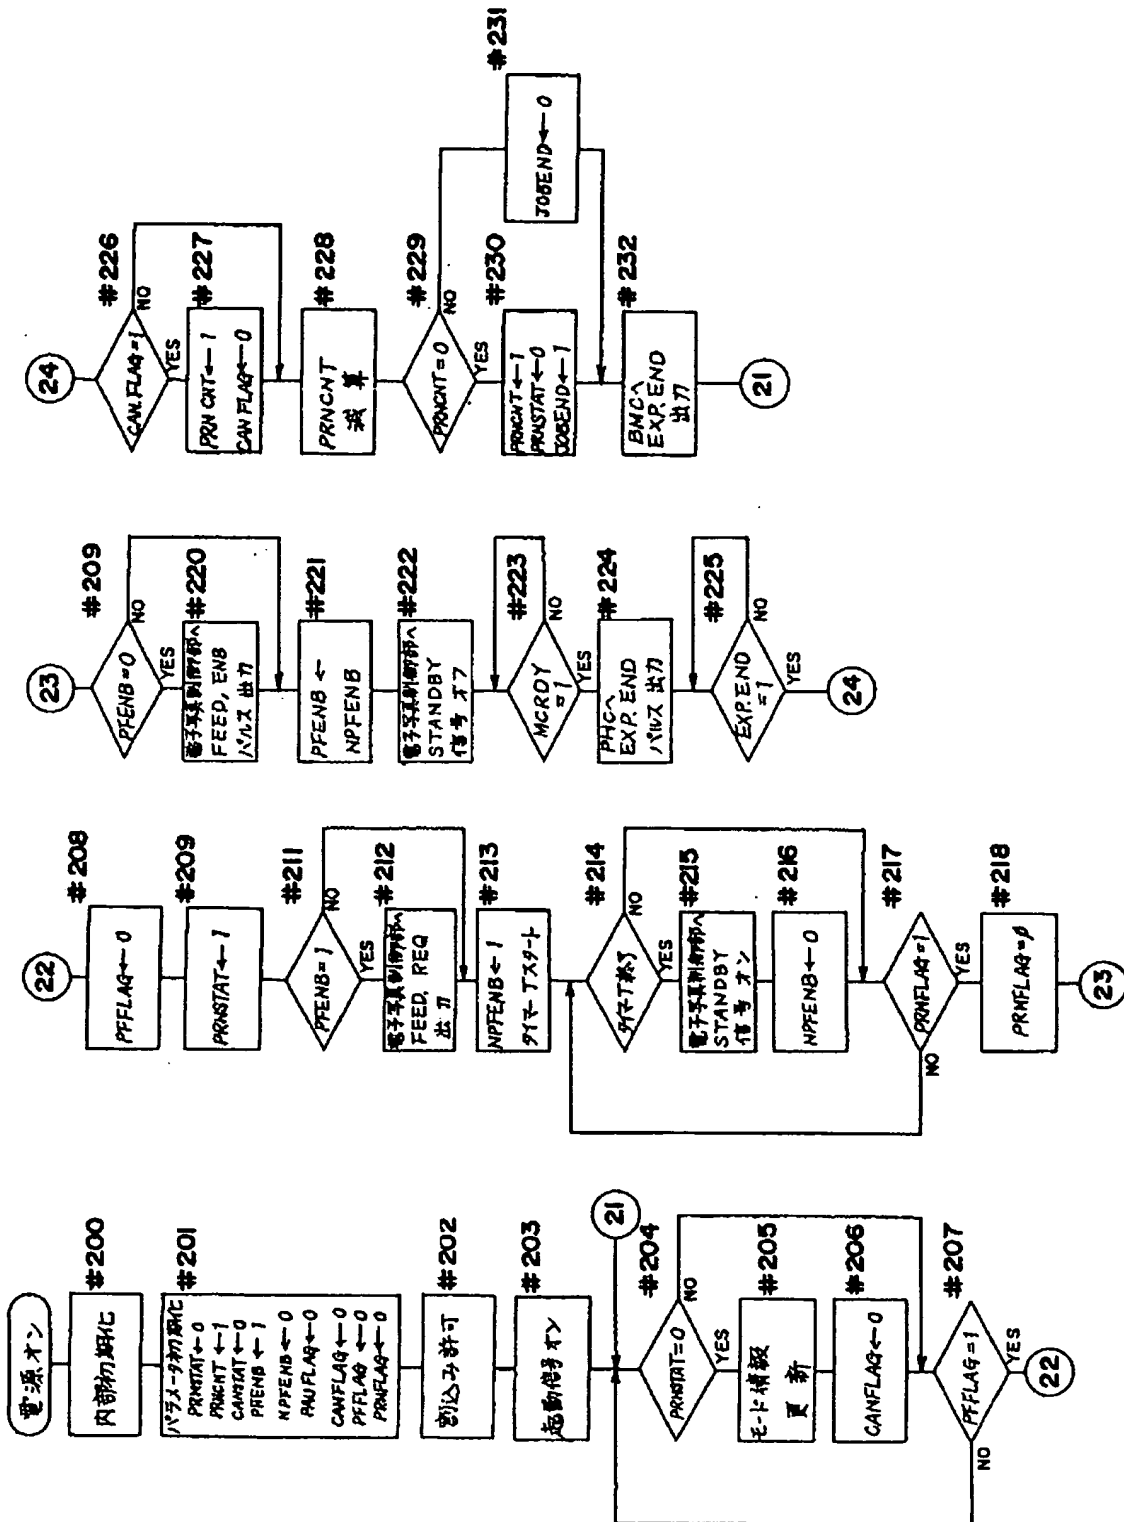 電源オン
内部初期化
#200
パラメータ初期化
PRNSTAT←0
PRNCNT←1
CANSTAT←0
PFENB←1
NPFENB←0
PAUFLAG←0
CANFLAG←0
PFFLAG←0
PRNFLAG←0
#201
割込み許可
#202
起動信号オン
#203
21
PRNSTAT=0
#204
NO
YES
モード情報
更新
#205
CANFLAG←0
#206
PFFLAG=1
#207
NO
YES
22
22
PFFLAG←0
#208
PRNSTAT←1
#209
PFENB=1
#211
NO
YES
電子写真制御部へ
FEED, REQ
出力
#212
NPFENB←1
タイマーTスタート
#213
タイマT終了
#214
NO
YES
電子写真制御部へ
STANDBY
信号オン
#215
NPFENB←0
#216
PRNFLAG=1
#217
NO
YES
PRNFLAG=0
#218
23
23
PFENB=0
#209
NO
YES
電子写真制御部へ
FEED, ENB
パルス出力
#220
PFENB←
NPFENB
#221
電子写真制御部へ
STANDBY
信号オフ
#222
MCRDY
=1
#223
NO
YES
PHCへ
EXP. END
パルス出力
#224
EXP.END
=1
#225
NO
YES
24
24
CAN.FLAG=1
#226
NO
YES
PRNCNT←1
CANFLAG←0
#227
PRNCNT
減算
#228
PRNCNT=0
#229
NO
YES
PRNCNT←1
PRNSTAT←0
JOBEND←1
#230
JOBEND←0
#231
BMCへ
EXP.END
出力
#232
21